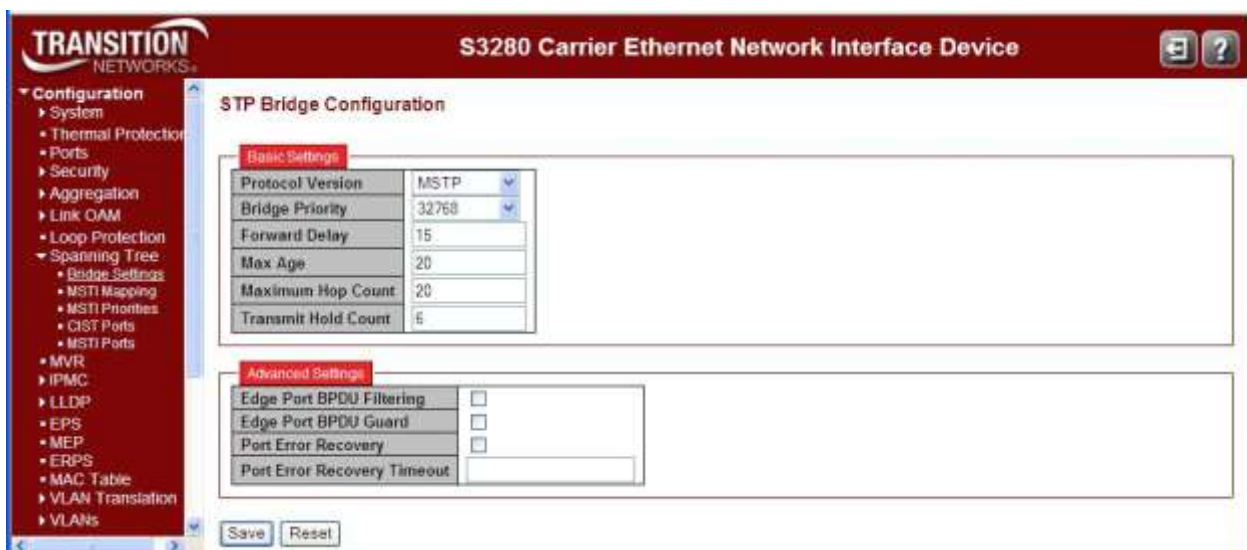 TRANSITION
NETWORKS
S3280 Carrier Ethernet Network Interface Device
?
Configuration
System
Thermal Protection
Ports
Security
Aggregation
Link OAM
Loop Protection
Spanning Tree
Bridge Settings
MSTI Mapping
MSTI Priorities
CIST Ports
MSTI Ports
MVR
IPMC
LLDP
EPS
MEP
ERPS
MAC Table
VLAN Translation
VLANs
STP Bridge Configuration
Basic Settings
Protocol Version MSTP
Bridge Priority 32768
Forward Delay 15
Max Age 20
Maximum Hop Count 20
Transmit Hold Count 6
Advanced Settings
Edge Port BPDU Filtering
Edge Port BPDU Guard
Port Error Recovery
Port Error Recovery Timeout
Save Reset